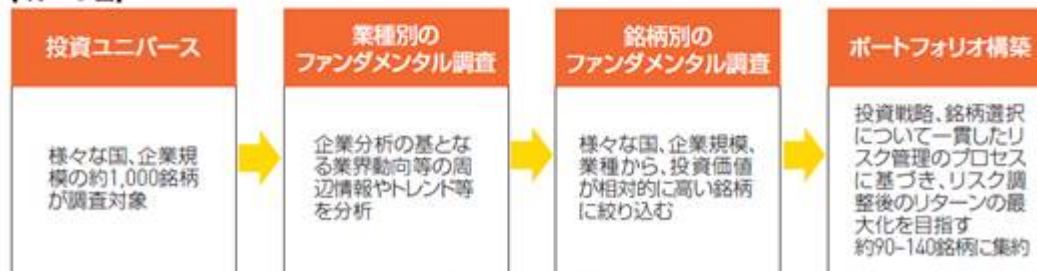 投資ユニバース
様々な国、企業規
模の約1,000銘柄
が調査対象
業種別の
ファンダメンタル調査
企業分析の基とな
る業界動向等の周
辺情報やトレンド等
を分析
銘柄別の
ファンダメンタル調査
様々な国、企業規模、
業種から、投資価値
が相対的に高い銘柄
に絞り込む
ポートフォリオ構築
投資戦略、銘柄選択
について一貫したリ
スク管理のプロセス
に基づき、リスク調
整後のリターンの最
大化を目指す
約90–140銘柄に集約